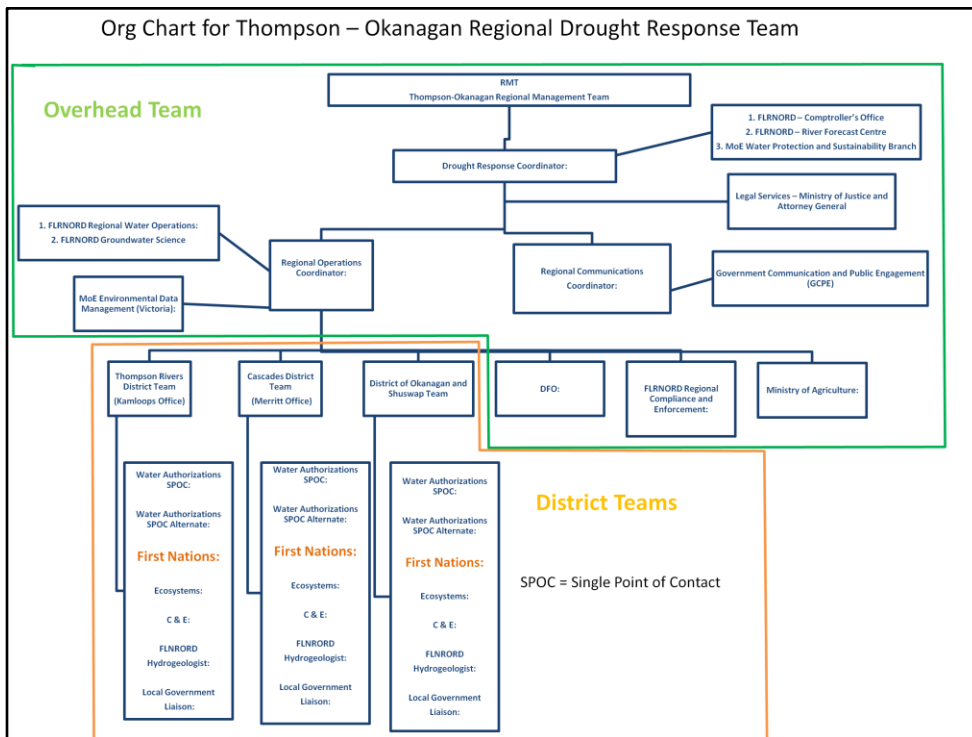 Org Chart for Thompson – Okanagan Regional Drought Response Team
Overhead Team
RMT
Thompson-Okanagan Regional Management Team
1. FLRNORD – Comptroller's Office
2. FLRNORD – River Forecast Centre
3. MoE Water Protection and Sustainability Branch
Drought Response Coordinator:
Legal Services – Ministry of Justice and
Attorney General
1. FLRNORD Regional Water Operations:
2. FLRNORD Groundwater Science
Regional Operations
Coordinator:
Regional Communications
Coordinator:
Government Communication and Public Engagement
(GCPE)
MoE Environmental Data
Management (Victoria):
Thompson Rivers
District Team
(Kamloops Office)
Cascades District
Team
(Merritt Office)
District of Okanagan and
Shuswap Team
DFO:
FLRNORD Regional
Compliance and
Enforcement:
Ministry of Agriculture:
Water Authorizations
SPOC:
Water Authorizations
SPOC Alternate:
First Nations:
Ecosystems:
C & E:
FLNRORD
Hydrogeologist:
Local Government
Liaison:
Water Authorizations
SPOC:
Water Authorizations
SPOC Alternate:
First Nations:
Ecosystems:
C & E:
FLNRORD
Hydrogeologist:
Local Government
Liaison:
Water Authorizations
SPOC:
Water Authorizations
SPOC Alternate:
First Nations:
Ecosystems:
C & E:
FLNRORD
Hydrogeologist:
Local Government
Liaison:
District Teams
SPOC = Single Point of Contact